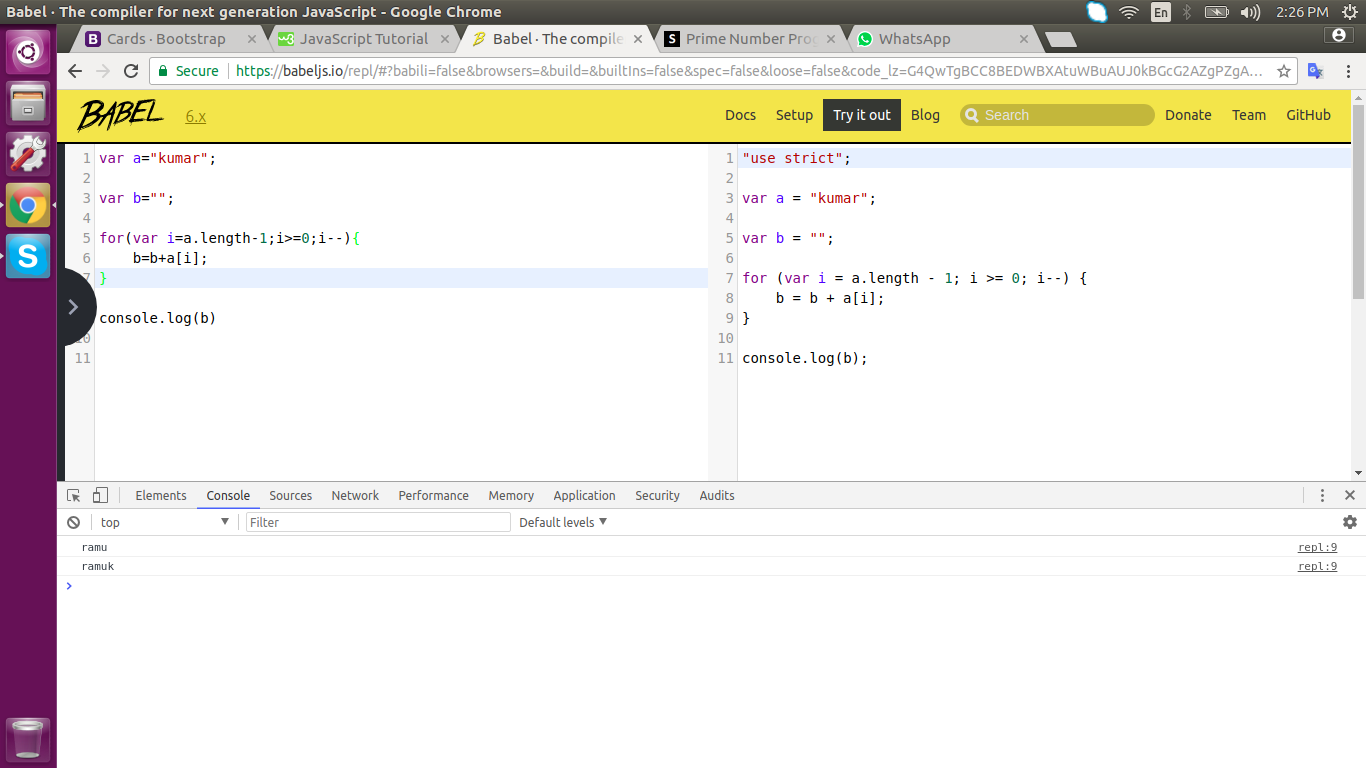 Babel · The compiler for next generation JavaScript - Google Chrome En 2:26 PM
B Cards · Bootstrap × JavaScript Tutorial × Babel · The compile × S Prime Number Pro × WhatsApp ×
Secure https://babeljs.io/repl/#?babili=false&browsers=&build=&builtIns=false&spec=false&loose=false&code_lz=G4QwTgBCC8BEDWBXAtuWBuAUJ0kBGcG2AZgPZgA...
BABEL 6.x Docs Setup Try it out Blog Search Donate Team GitHub
1 var a="kumar";
2
3 var b="";
4
5 for(var i=a.length-1;i>=0;i--){
6 b=b+a[i];
7 }
console.log(b)
10
11
1 "use strict";
2
3 var a = "kumar";
4
5 var b = "";
6
7 for (var i = a.length - 1; i >= 0; i--) {
8 b = b + a[i];
9 }
10
11 console.log(b);
Elements Console Sources Network Performance Memory Application Security Audits
top Filter Default levels
ramu repl:9
ramuk repl:9